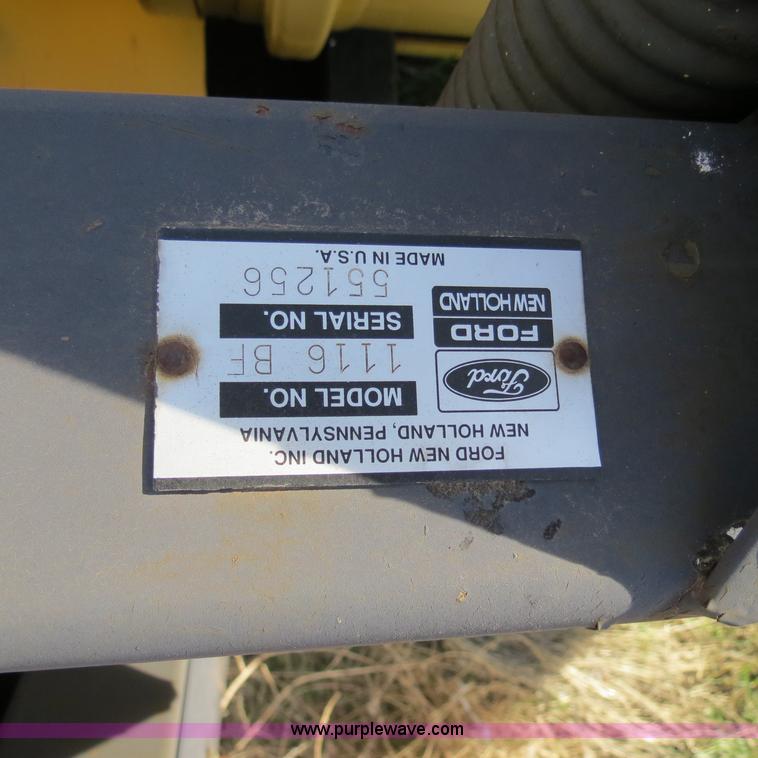 FORD NEW HOLLAND INC.
NEW HOLLAND, PENNSYLVANIA
Ford
FORD
NEW HOLLAND
MODEL NO.
1116 BF
SERIAL NO.
551256
MADE IN U.S.A.
www.purplewave.com